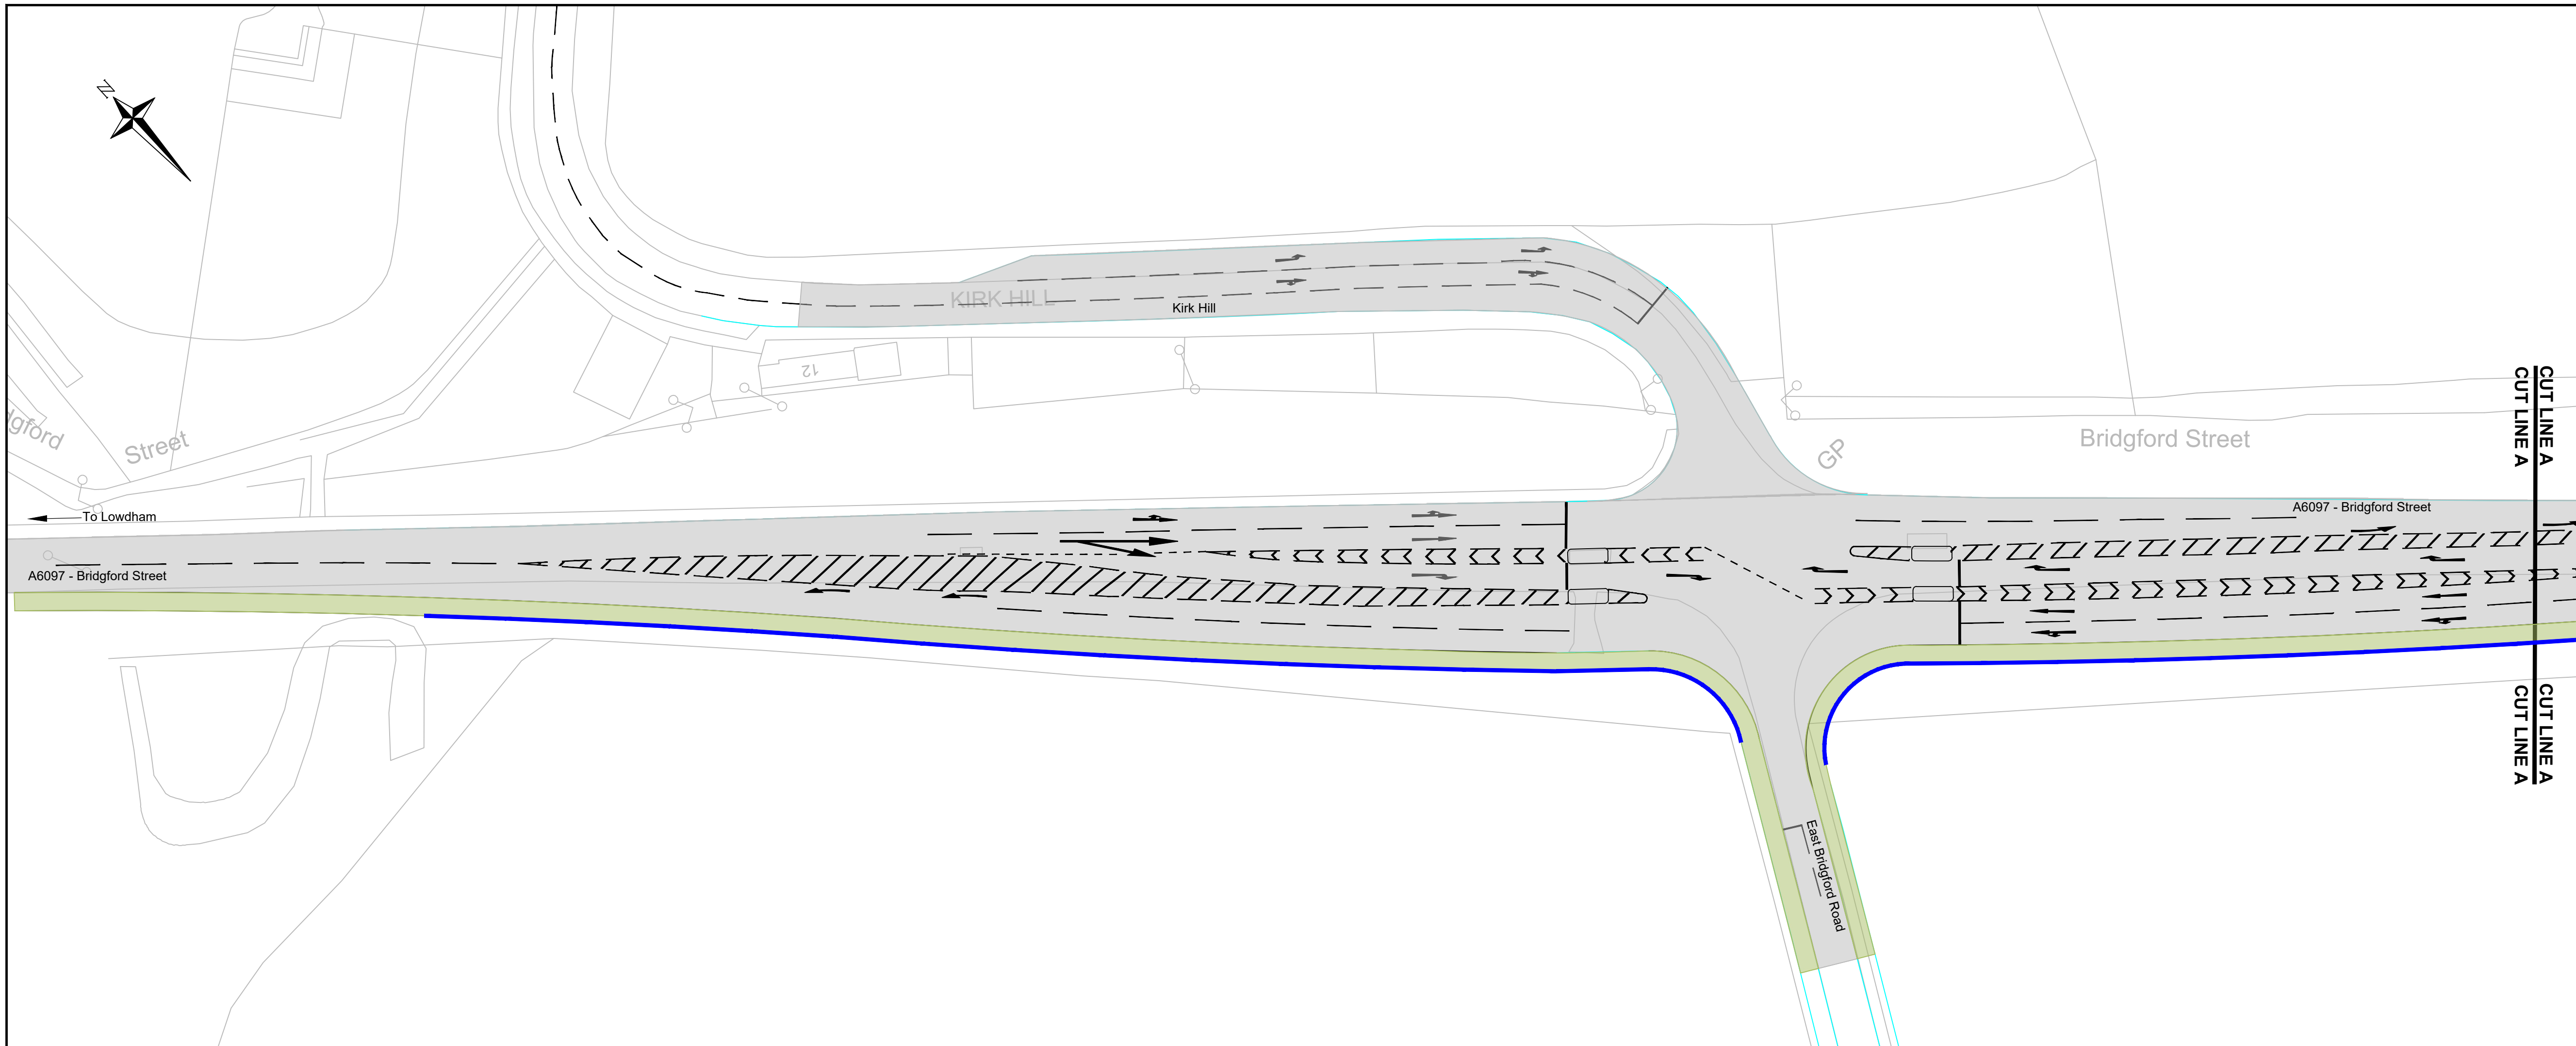 N
KIRK HILL
Kirk Hill
12
dgford
Street
GP
Bridgford Street
CUT LINE A
CUT LINE A
To Lowdham
A6097 - Bridgford Street
A6097 - Bridgford Street
CUT LINE A
CUT LINE A
East Bridgford Road